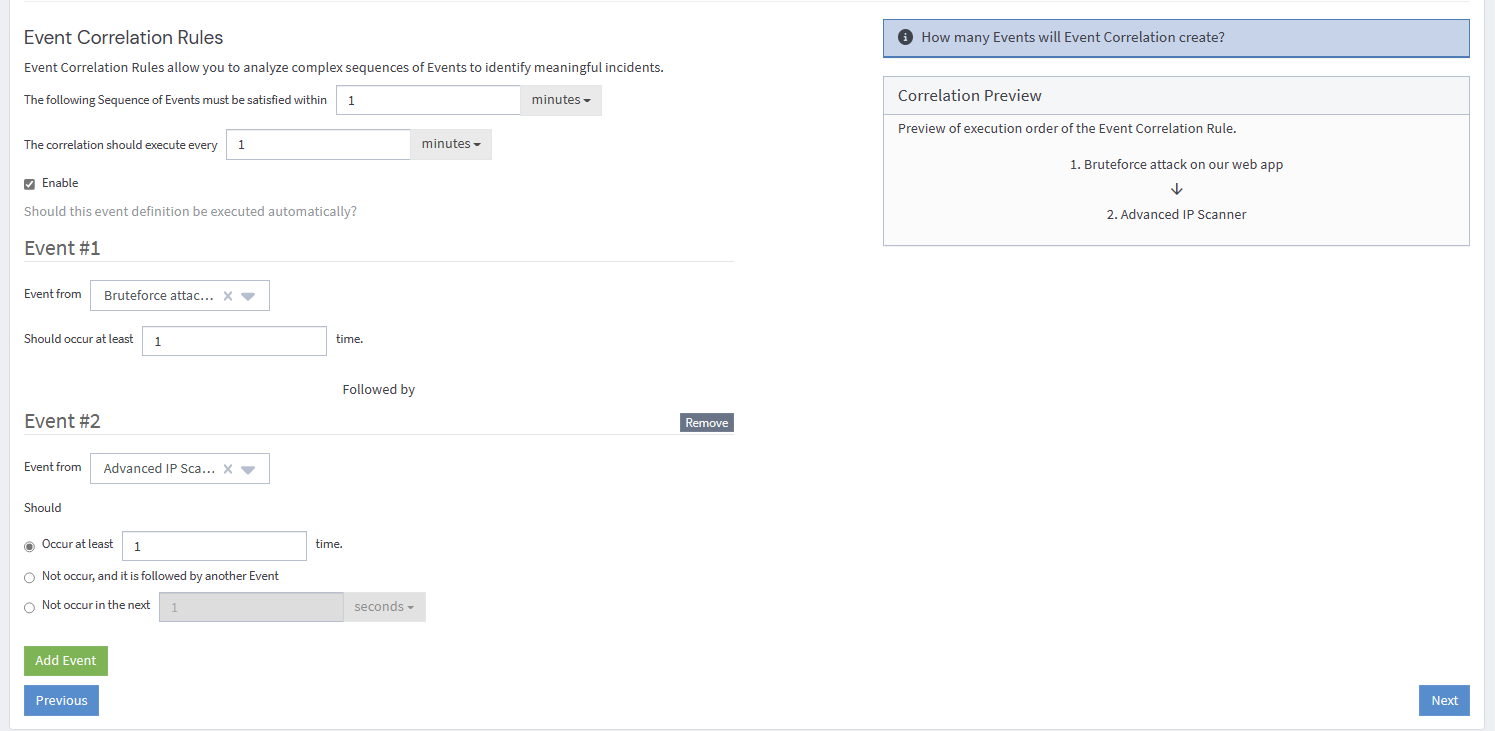 Event Correlation Rules
Event Correlation Rules allow you to analyze complex sequences of Events to identify meaningful incidents.
The following Sequence of Events must be satisfied within 1 minutes
The correlation should execute every 1 minutes
Enable
Should this event definition be executed automatically?
Event #1
Event from Bruteforce attac...
Should occur at least 1 time.
Followed by
Event #2 Remove
Event from Advanced IP Sca...
Should
Occur at least 1 time.
Not occur, and it is followed by another Event
Not occur in the next 1 seconds
Add Event
Previous
How many Events will Event Correlation create?
Correlation Preview
Preview of execution order of the Event Correlation Rule.
1. Bruteforce attack on our web app
2. Advanced IP Scanner
Next